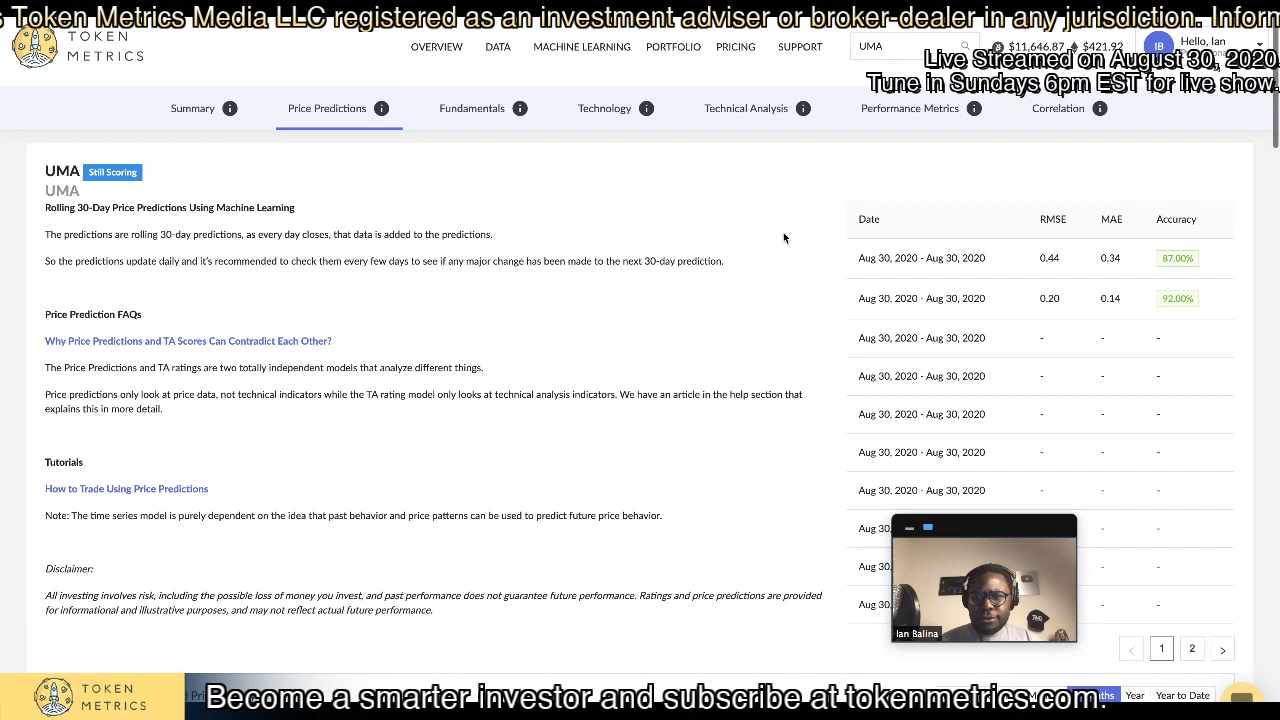 s Token Metrics Media LLC registered as an investment adviser or broker-dealer in any jurisdiction. Inform
TOKEN
METRICS
OVERVIEW DATA MACHINE LEARNING PORTFOLIO PRICING SUPPORT UMA $11,646.87 $421.92 IB Hello, Ian
Live Streamed on August 30, 2020.
Tune in Sundays 6pm EST for live show.
Summary Price Predictions Fundamentals Technology Technical Analysis Performance Metrics Correlation
UMA Still Scoring
UMA
Rolling 30-Day Price Predictions Using Machine Learning
The predictions are rolling 30-day predictions, as every day closes, that data is added to the predictions.
So the predictions update daily and it's recommended to check them every few days to see if any major change has been made to the next 30-day prediction.
Price Prediction FAQs
Why Price Predictions and TA Scores Can Contradict Each Other?
The Price Predictions and TA ratings are two totally independent models that analyze different things.
Price predictions only look at price data, not technical indicators while the TA rating model only looks at technical analysis indicators. We have an article in the help section that
explains this in more detail.
Tutorials
How to Trade Using Price Predictions
Note: The time series model is purely dependent on the idea that past behavior and price patterns can be used to predict future price behavior.
Disclaimer:
All investing involves risk, including the possible loss of money you invest, and past performance does not guarantee future performance. Ratings and price predictions are provided
for informational and illustrative purposes, and may not reflect actual future performance.
Date RMSE MAE Accuracy
Aug 30, 2020 - Aug 30, 2020 0.44 0.34 87.00%
Aug 30, 2020 - Aug 30, 2020 0.20 0.14 92.00%
Aug 30, 2020 - Aug 30, 2020 - - -
Aug 30, 2020 - Aug 30, 2020 - - -
Aug 30, 2020 - Aug 30, 2020 - - -
Aug 30, 2020 - Aug 30, 2020 - - -
Aug 30, 2020 - Aug 30, 2020 - - -
Aug 30, - -
Aug 30, - -
Aug 30, - -
Ian Balina
< 1 2 >
TOKEN
METRICS
Become a smarter investor and subscribe at tokenmetrics.com.
Year Year to Date